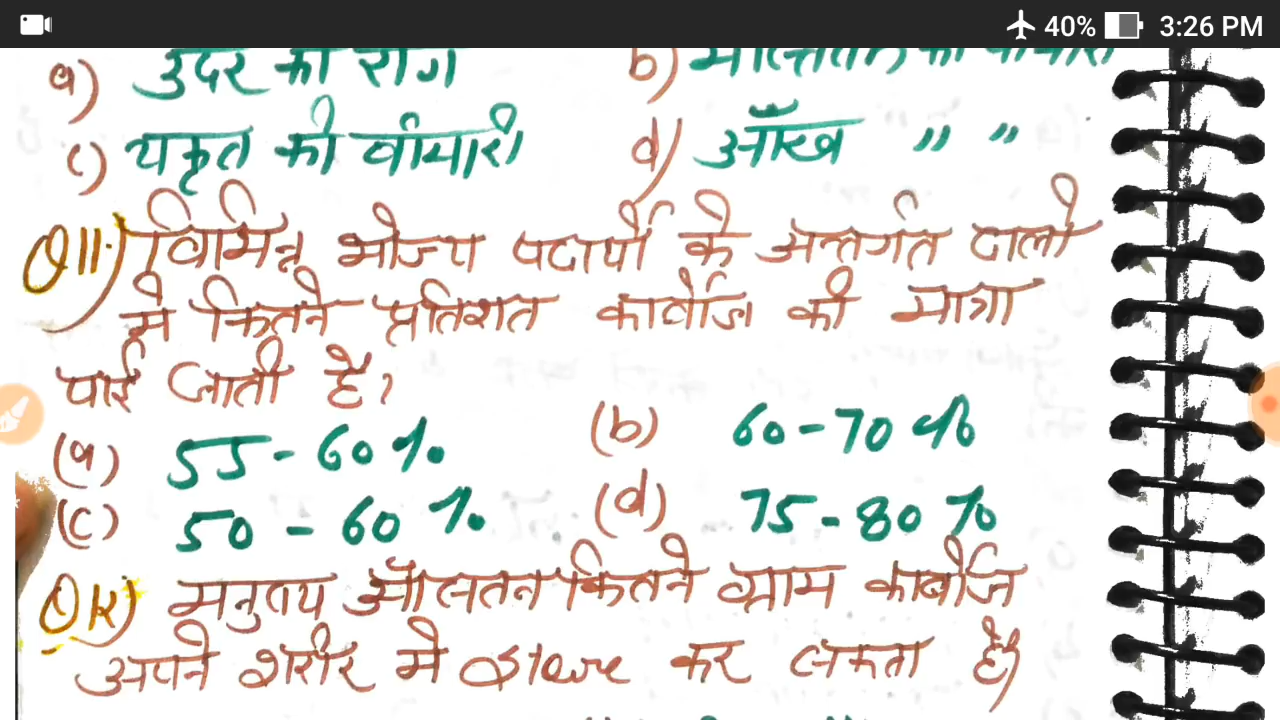 40% 3:26 PM
a) उदर का रोग b)
c) यकृत की बीमारी d) आँख " "
Q11) विभिन्न भोज्य पदार्थो के अन्तर्गत दालो
मे कितने प्रतिशत कार्बोज की मात्रा
पाई जाती है?
(a) 55-60% (b) 60-70%
(c) 50-60% (d) 75-80%
Q12) मनुष्य औसतन कितने ग्राम कार्बोज
अपने शरीर मे store कर सकता है?